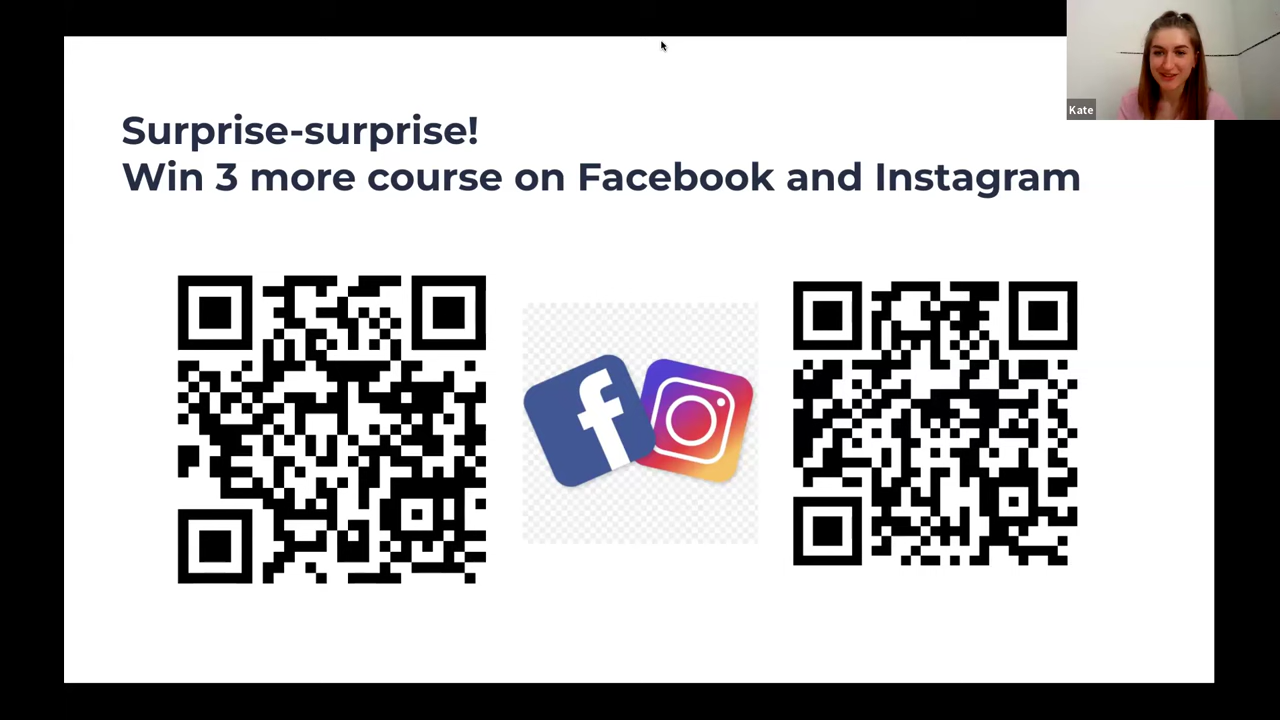 Surprise-surprise!
Win 3 more course on Facebook and Instagram
Kate